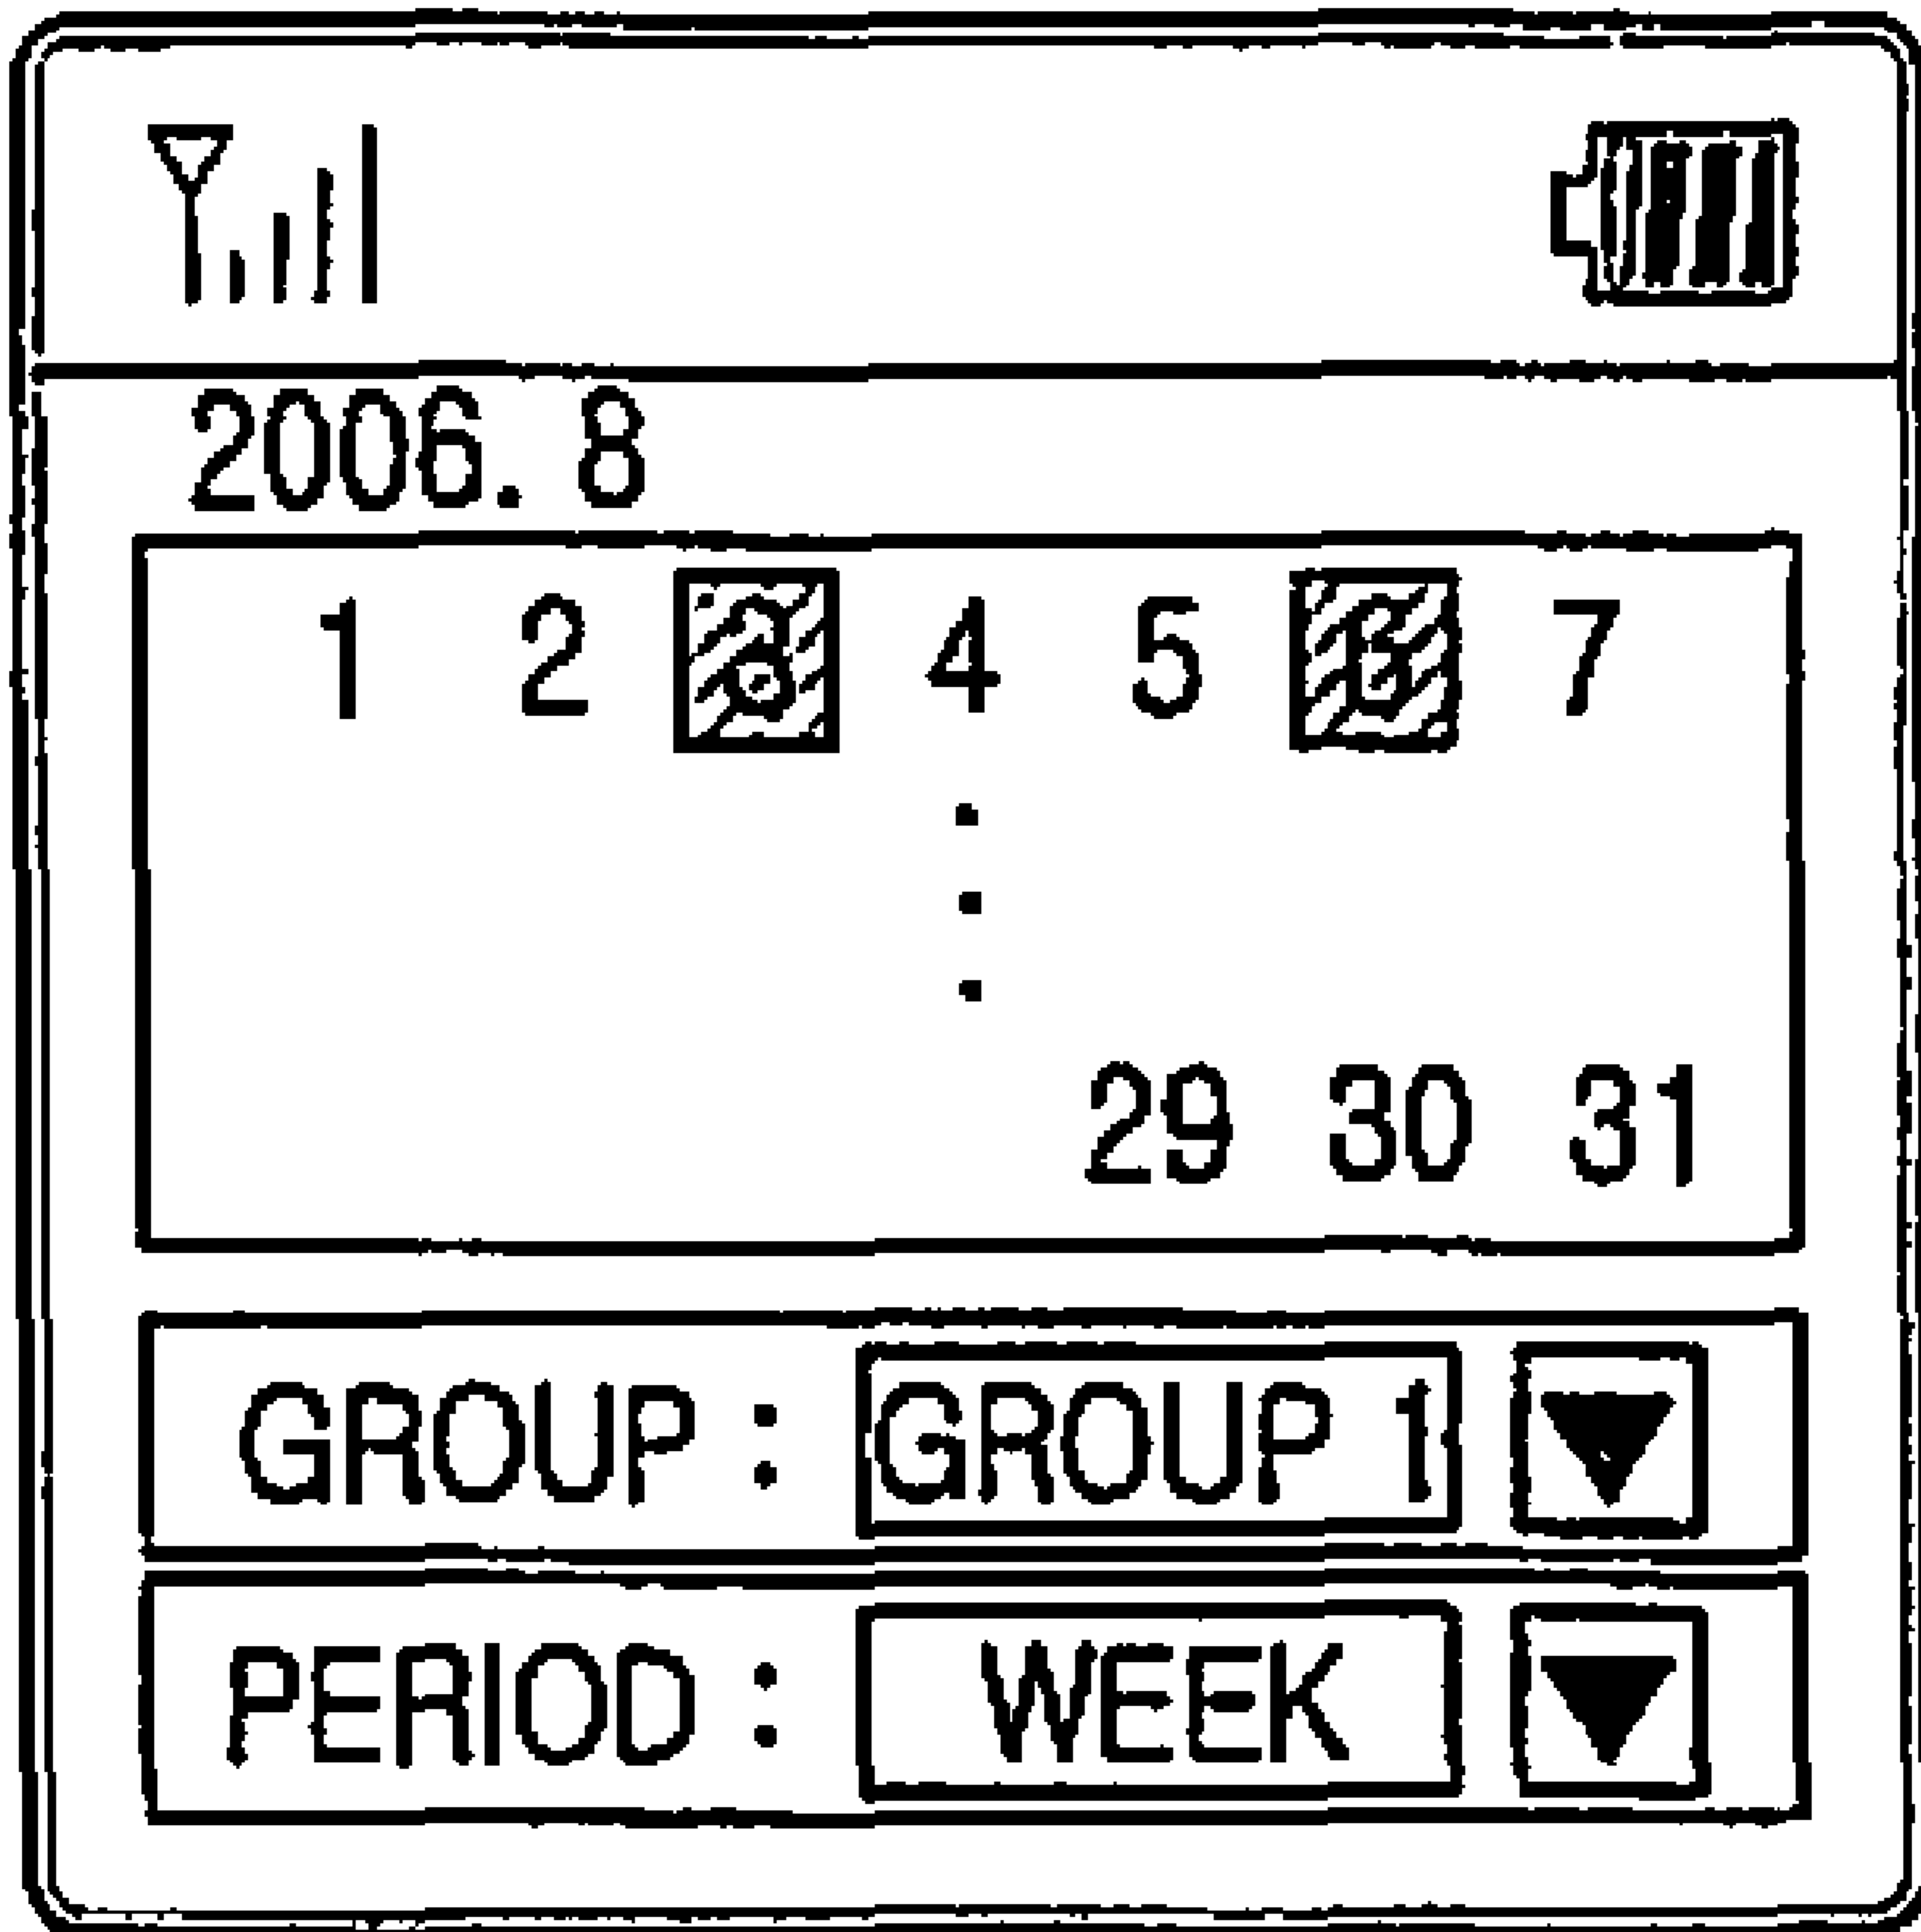 2006. 8
1 2 3 4 5 6 7
29 30 31
GROUP : GROUP 1 ▼
PERIOD : WEEK ▼